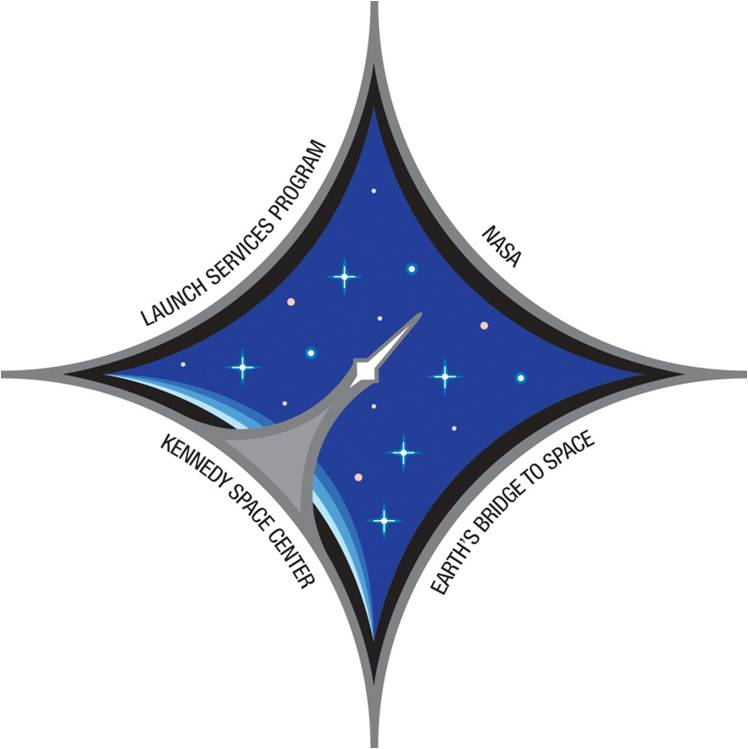 LAUNCH SERVICES PROGRAM
NASA
KENNEDY SPACE CENTER
EARTH'S BRIDGE TO SPACE